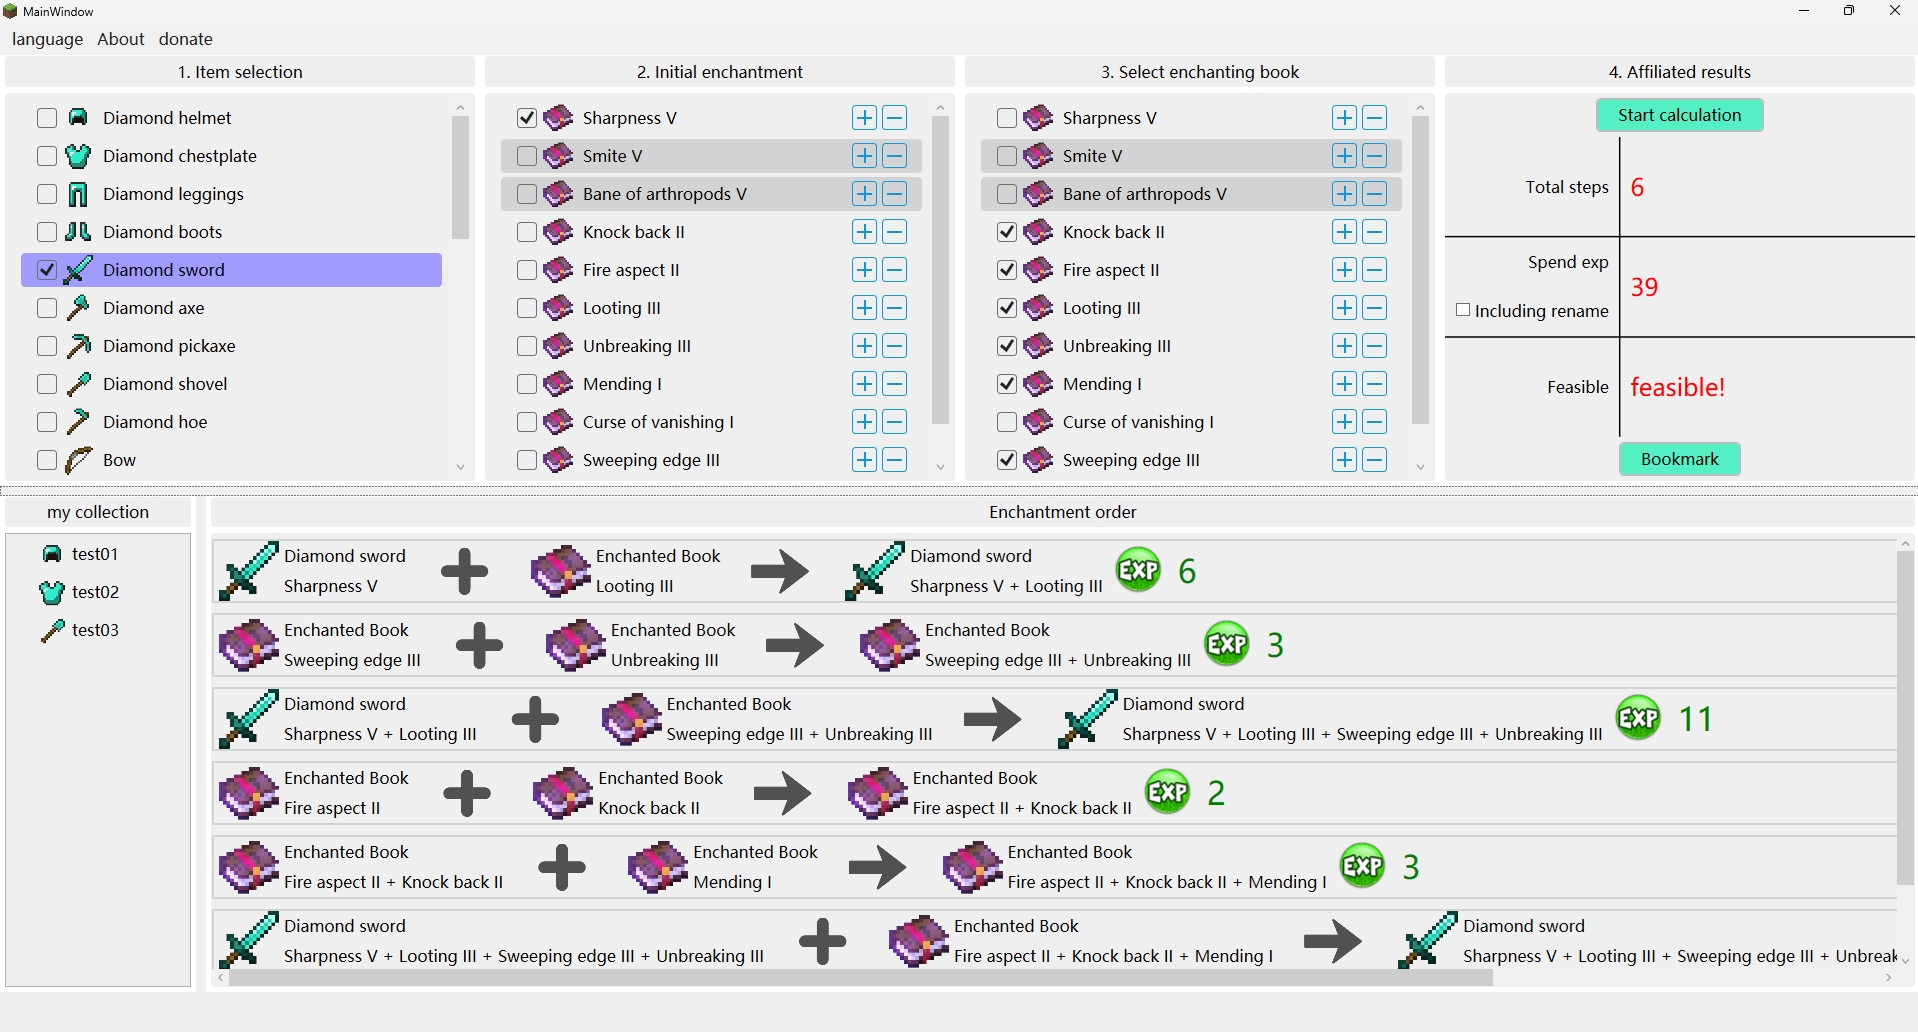 MainWindow
language About donate
1. Item selection
Diamond helmet
Diamond chestplate
Diamond leggings
Diamond boots
Diamond sword
Diamond axe
Diamond pickaxe
Diamond shovel
Diamond hoe
Bow
2. Initial enchantment
Sharpness V
Smite V
Bane of arthropods V
Knock back II
Fire aspect II
Looting III
Unbreaking III
Mending I
Curse of vanishing I
Sweeping edge III
3. Select enchanting book
Sharpness V
Smite V
Bane of arthropods V
Knock back II
Fire aspect II
Looting III
Unbreaking III
Mending I
Curse of vanishing I
Sweeping edge III
4. Affiliated results
Start calculation
Total steps 6
Spend exp
39
Including rename
Feasible feasible!
Bookmark
my collection
test01
test02
test03
Enchantment order
Diamond sword Enchanted Book Diamond sword EXP 6
Sharpness V Looting III Sharpness V + Looting III
Enchanted Book Enchanted Book Enchanted Book EXP 3
Sweeping edge III Unbreaking III Sweeping edge III + Unbreaking III
Diamond sword Enchanted Book Diamond sword EXP 11
Sharpness V + Looting III Sweeping edge III + Unbreaking III Sharpness V + Looting III + Sweeping edge III + Unbreaking III
Enchanted Book Enchanted Book Enchanted Book EXP 2
Fire aspect II Knock back II Fire aspect II + Knock back II
Enchanted Book Enchanted Book Enchanted Book EXP 3
Fire aspect II + Knock back II Mending I Fire aspect II + Knock back II + Mending I
Diamond sword Enchanted Book Diamond sword
Sharpness V + Looting III + Sweeping edge III + Unbreaking III Fire aspect II + Knock back II + Mending I Sharpness V + Looting III + Sweeping edge III + Unbreak